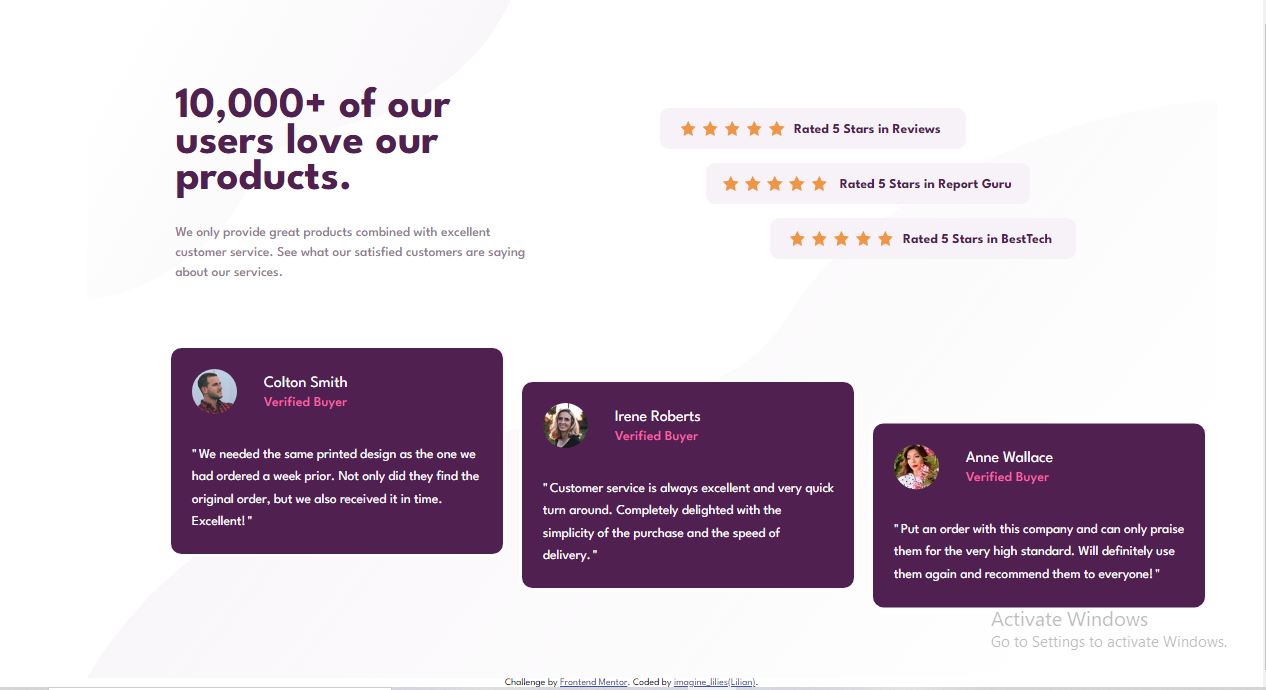 10,000+ of our
users love our
products.
We only provide great products combined with excellent
customer service. See what our satisfied customers are saying
about our services.
Rated 5 Stars in Reviews
Rated 5 Stars in Report Guru
Rated 5 Stars in BestTech
Colton Smith
Verified Buyer
" We needed the same printed design as the one we
had ordered a week prior. Not only did they find the
original order, but we also received it in time.
Excellent! "
Irene Roberts
Verified Buyer
" Customer service is always excellent and very quick
turn around. Completely delighted with the
simplicity of the purchase and the speed of
delivery. "
Anne Wallace
Verified Buyer
" Put an order with this company and can only praise
them for the very high standard. Will definitely use
them again and recommend them to everyone! "
Activate Windows
Go to Settings to activate Windows.
Challenge by Frontend Mentor. Coded by imagine_lilies(Lilian).